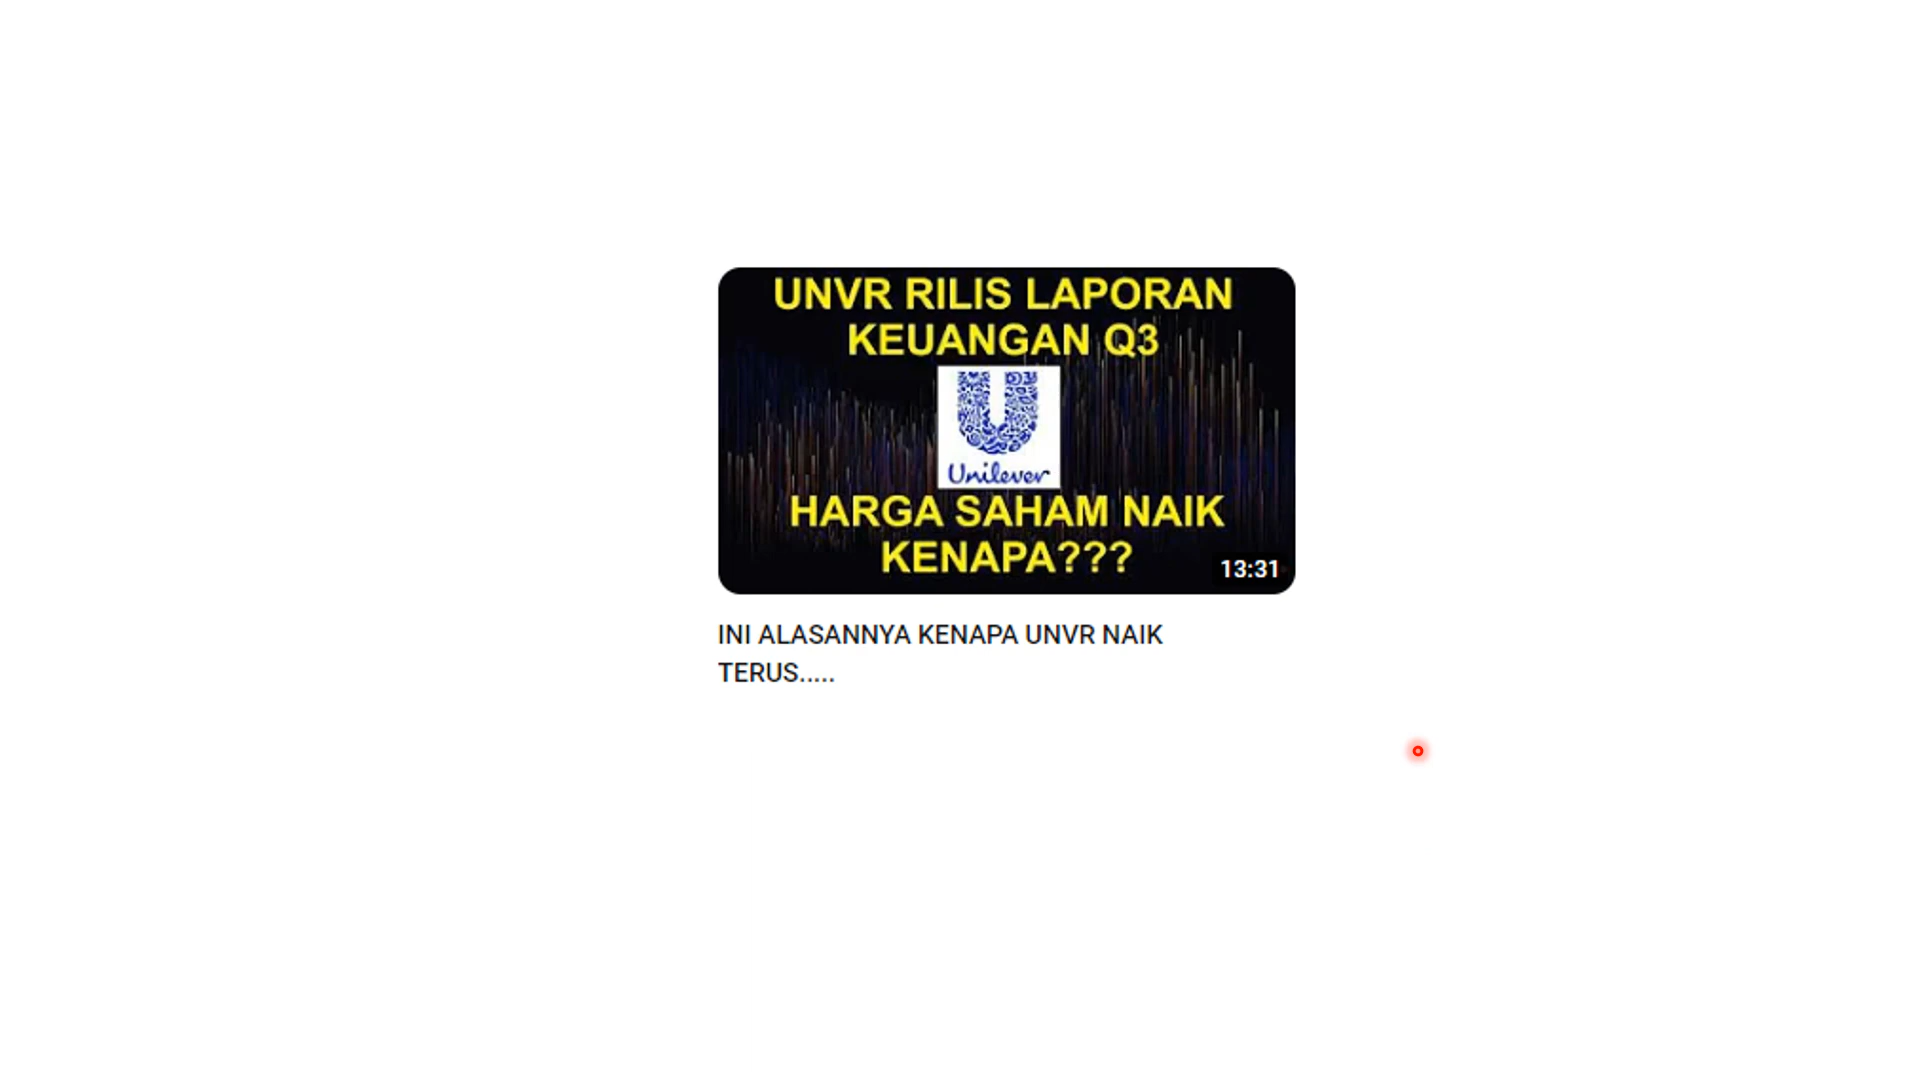 UNVR RILIS LAPORAN
KEUANGAN Q3
Unilever
HARGA SAHAM NAIK
KENAPA???
13:31
INI ALASANNYA KENAPA UNVR NAIK
TERUS.....